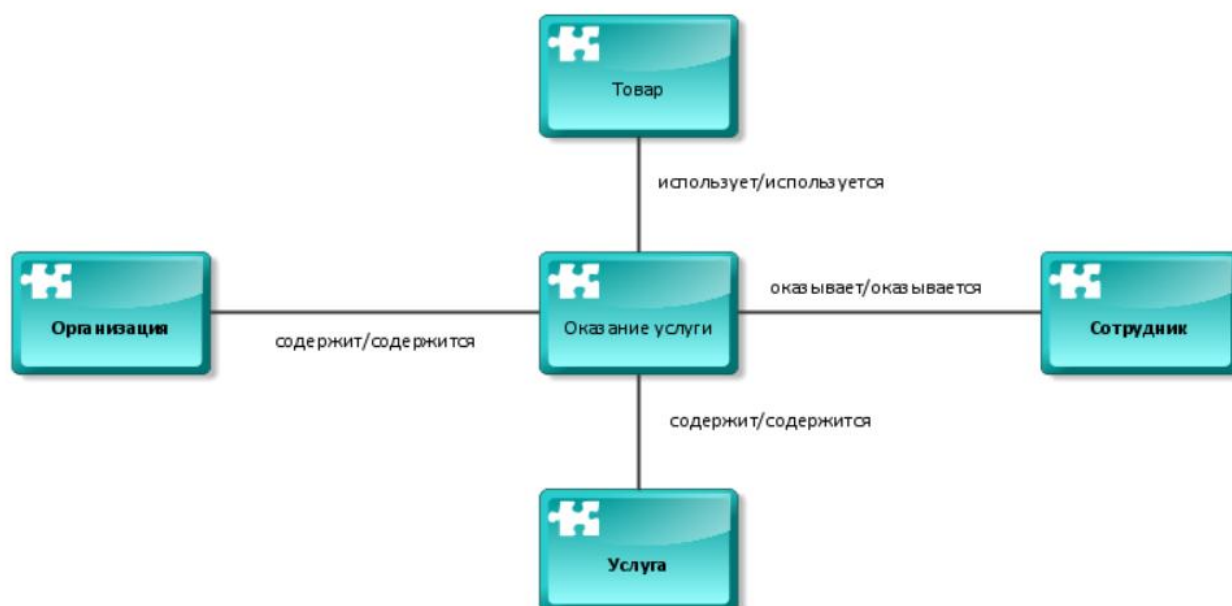 Товар
использует/используется
оказывает/оказывается
Организация
Оказание услуги
Сотрудник
содержит/содержится
содержит/содержится
Услуга